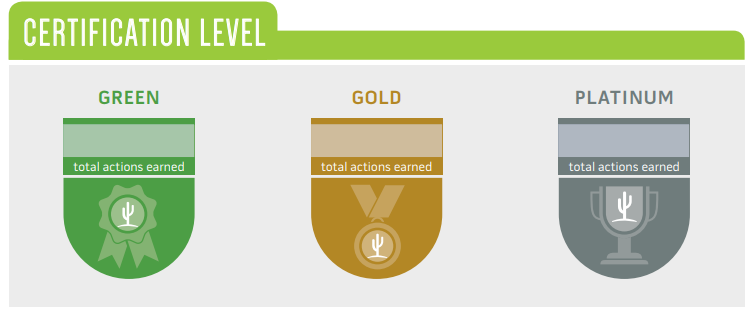 CERTIFICATION LEVEL
GREEN GOLD PLATINUM
total actions earned total actions earned total actions earned